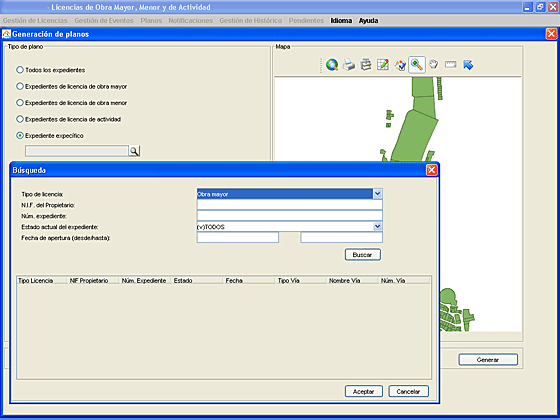 - Licencias de Obra Mayor, Menor y de Actividad
Gestión de Licencias Gestión de Eventos Planos Notificaciones Gestión de Histórica Pendientes Idioma Ayuda
Generación de planos
Tipo de plano
Mapa
Todos los expedientes
Expedientes de licencia de obra mayor
Expedientes de licencia de obra menor
Expedientes de licencia de actividad
Expediente expecífico
Búsqueda
Tipo de licencia:
Obra mayor
N.I.F. del Propietario:
Núm. expediente:
Estado actual del expediente:
(v)TODOS
Fecha de apertura (desde/hasta):
Buscar
Tipo Licencia NIF Propietario Núm. Expediente Estado Fecha Tipo Vía Nombre Vía Núm. Vía
Generar
Aceptar Cancelar